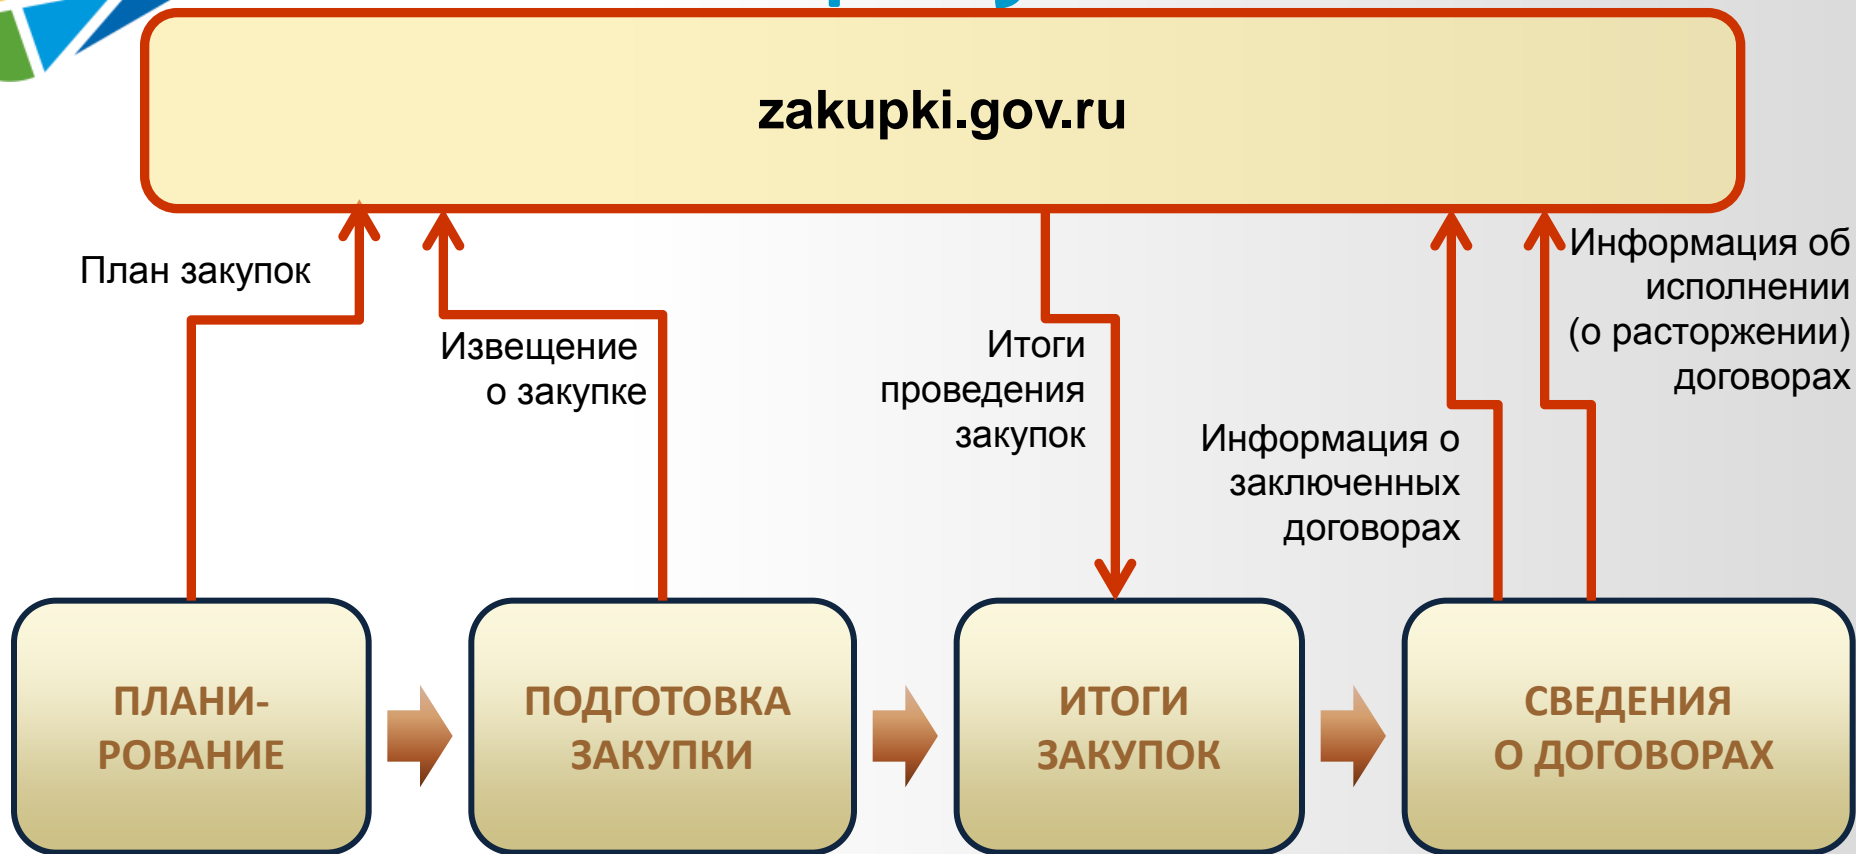 zakupki.gov.ru
План закупок
Извещение
о закупке
Итоги
проведения
закупок
Информация о
заключенных
договорах
Информация об
исполнении
(о расторжении)
договорах
ПЛАНИ-
РОВАНИЕ
ПОДГОТОВКА
ЗАКУПКИ
ИТОГИ
ЗАКУПОК
СВЕДЕНИЯ
О ДОГОВОРАХ